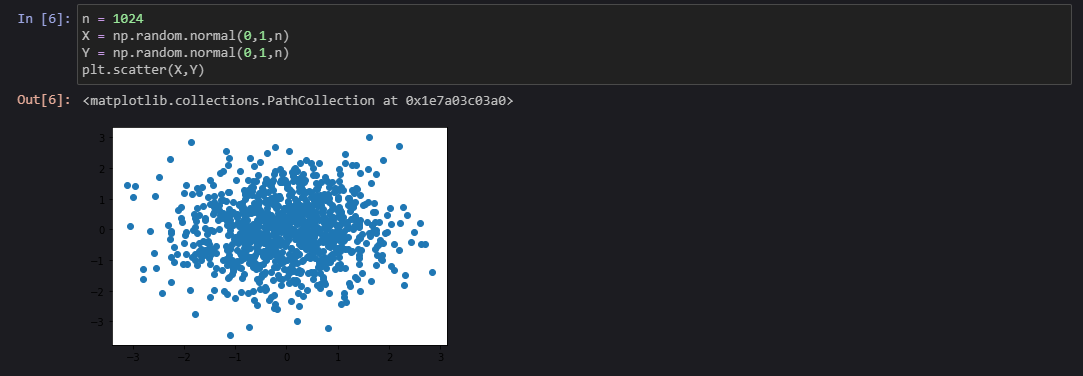 In [6]:
n = 1024
X = np.random.normal(0,1,n)
Y = np.random.normal(0,1,n)
plt.scatter(X,Y)
Out[6]:
<matplotlib.collections.PathCollection at 0x1e7a03c03a0>
3
2
1
0
−1
−2
−3
−3 −2 −1 0 1 2 3